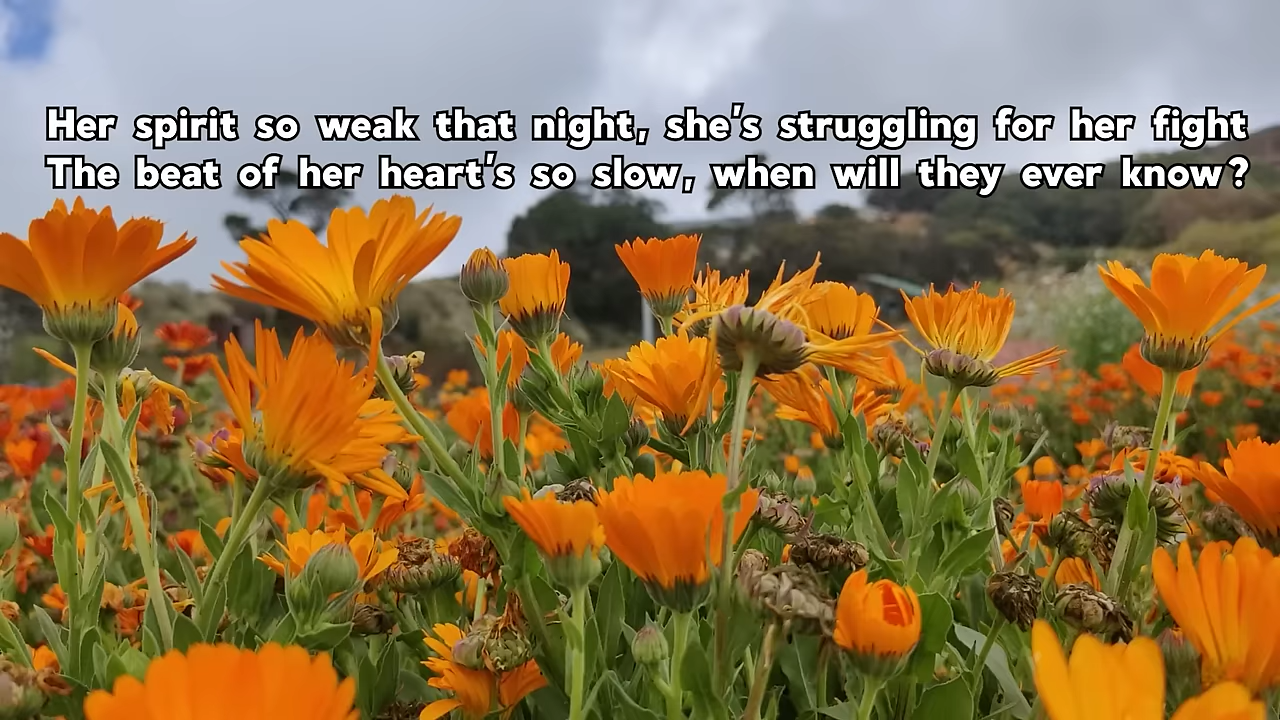 Her spirit so weak that night, she's struggling for her fight
The beat of her heart's so slow, when will they ever know?